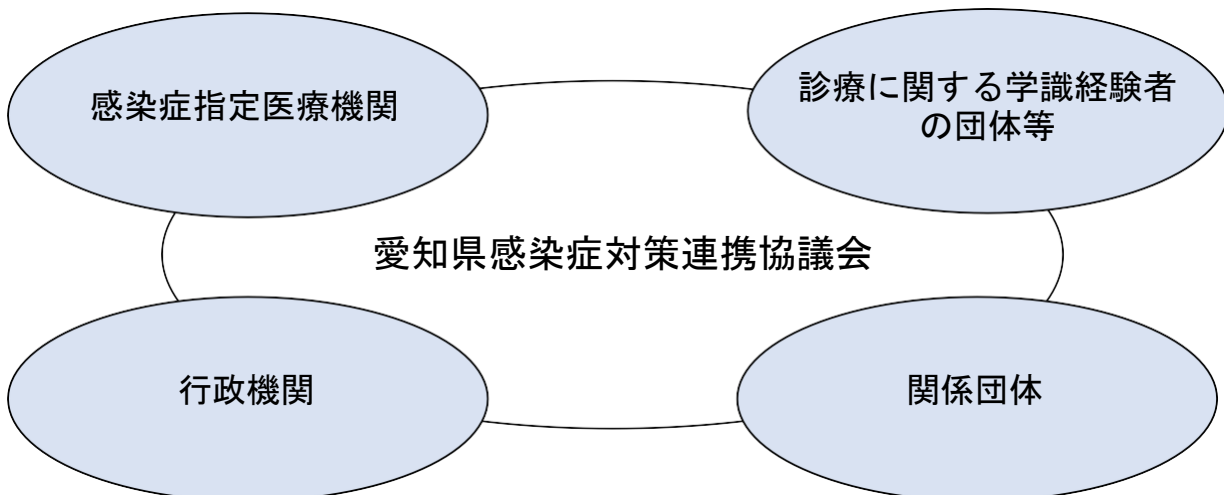 感染症指定医療機関
診療に関する学識経験者
の団体等
愛知県感染症対策連携協議会
行政機関
関係団体